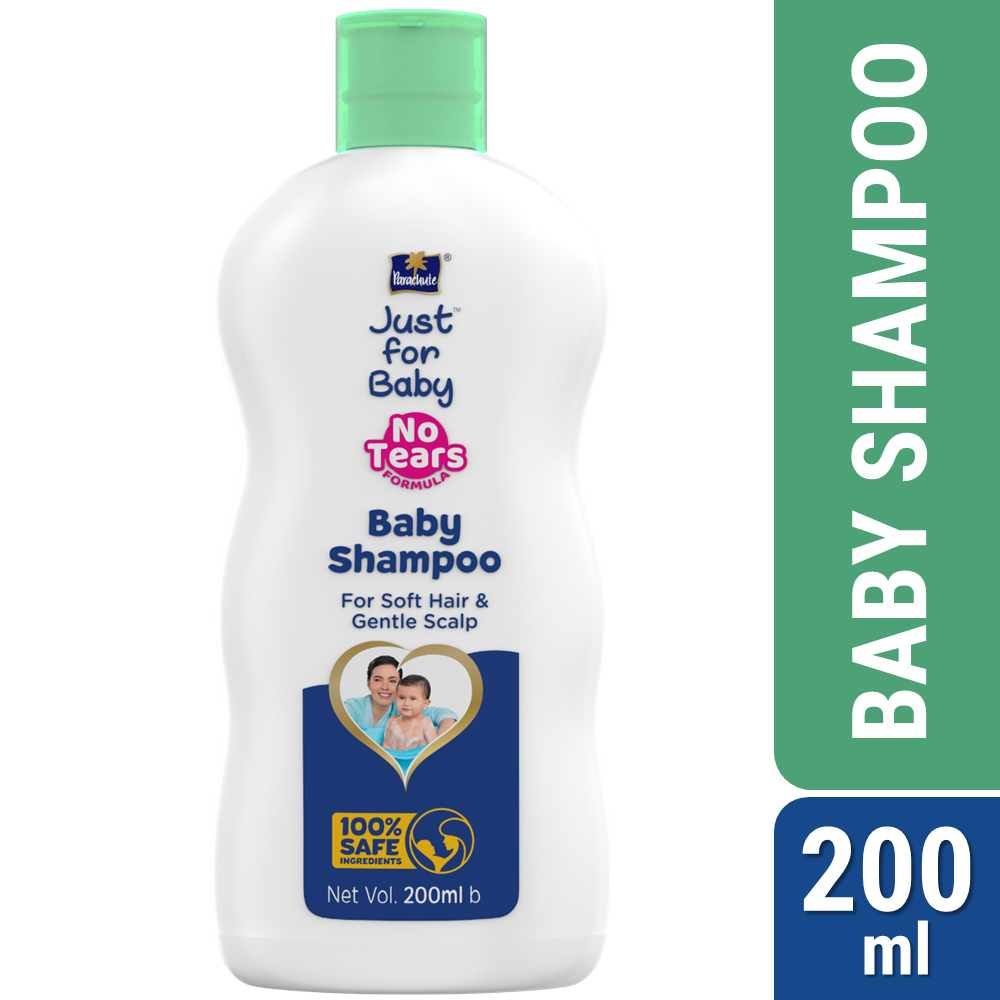 Parachute ®
Just™
for
Baby
No
Tears
FORMULA
Baby
Shampoo
For Soft Hair &
Gentle Scalp
100%
SAFE
INGREDIENTS
Net Vol. 200ml b
BABY SHAMPOO
200
ml